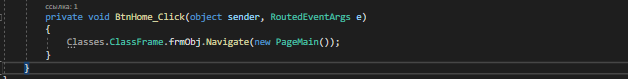 ссылка: 1
private void BtnHome_Click(object sender, RoutedEventArgs e)
{
Classes.ClassFrame.frmObj.Navigate(new PageMain());
}
}